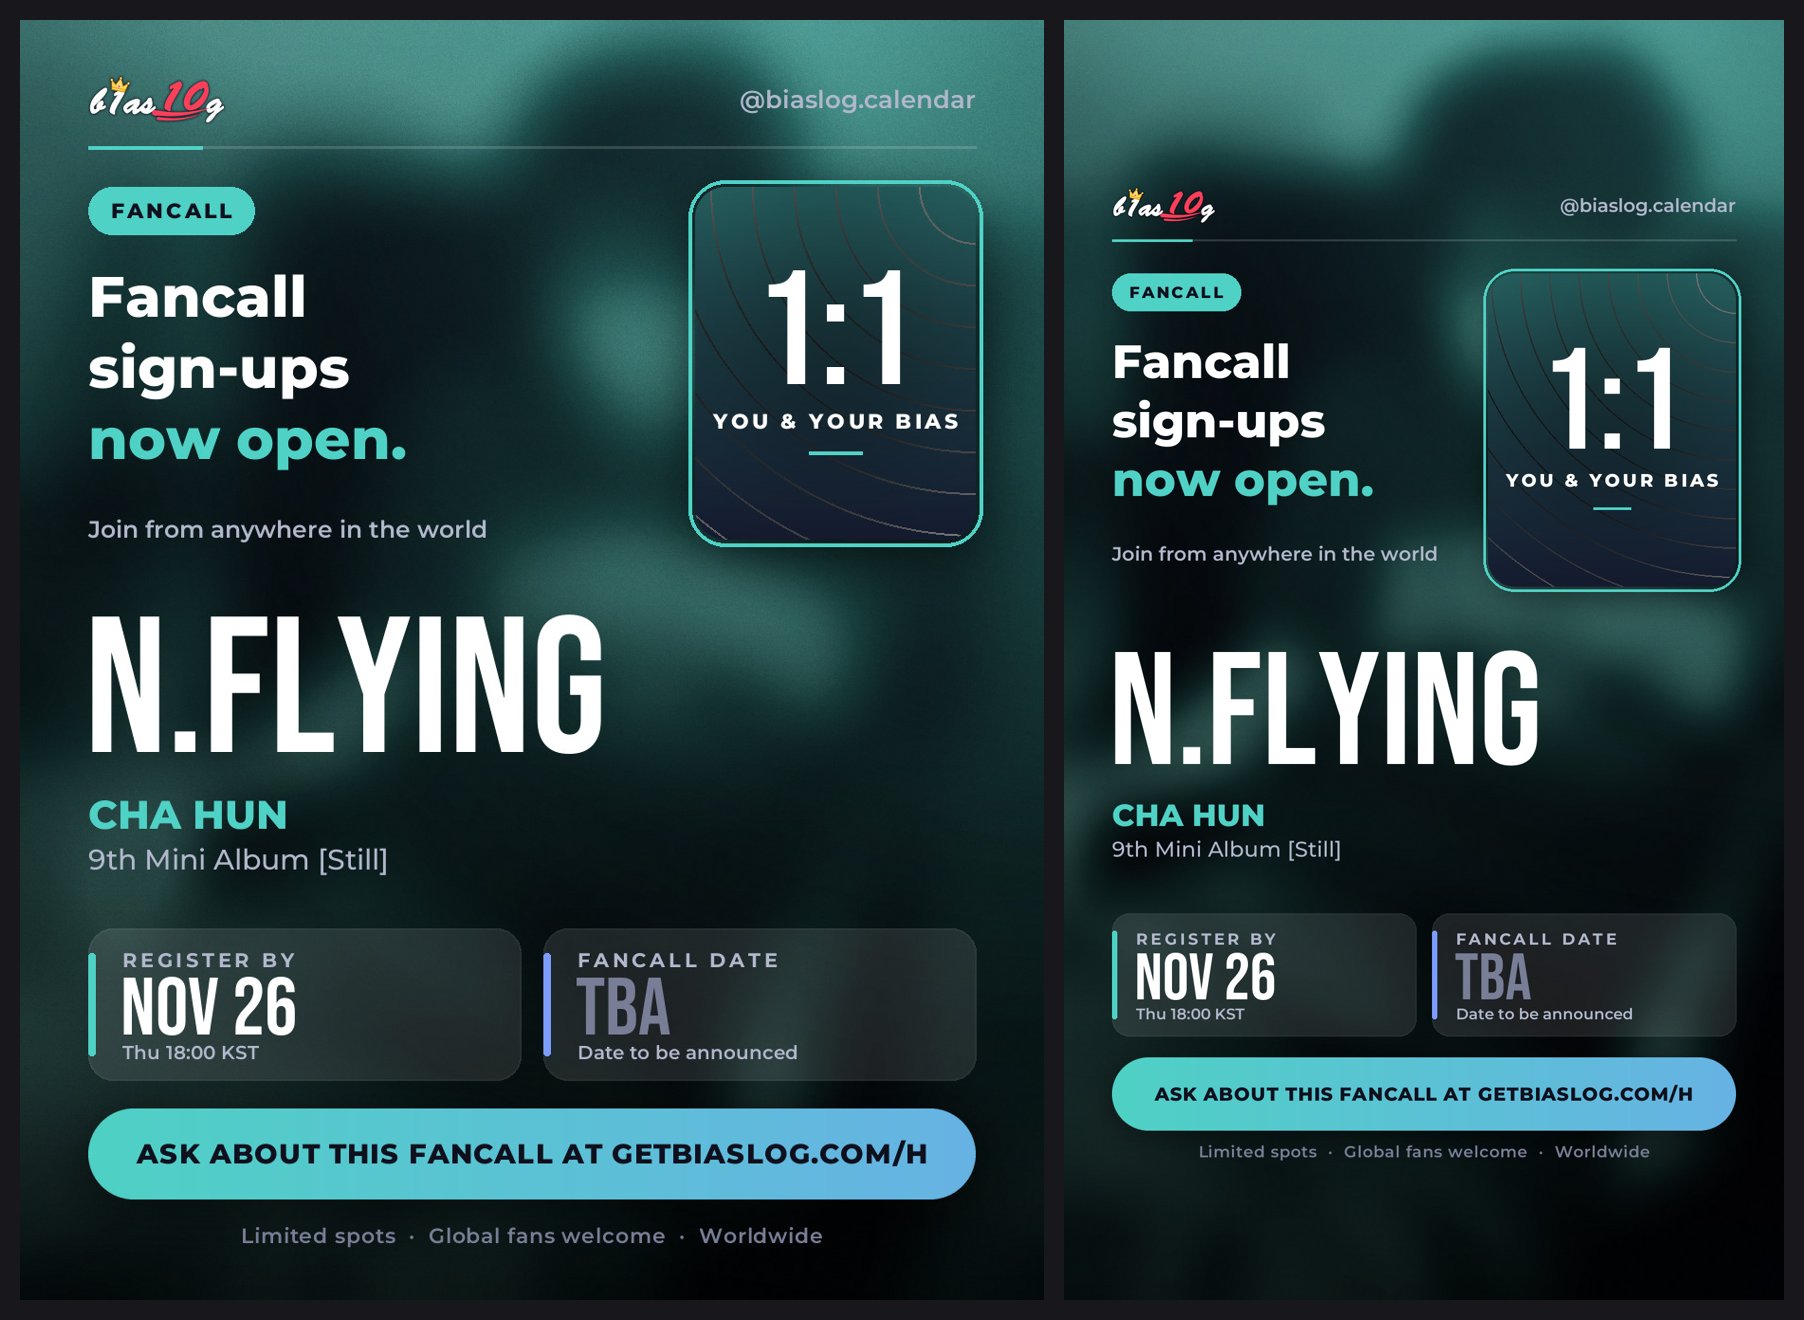 b1as10g
@biaslog.calendar
FANCALL
Fancall
sign-ups
now open.
Join from anywhere in the world
1:1
YOU & YOUR BIAS
N.FLYING
CHA HUN
9th Mini Album [Still]
REGISTER BY
NOV 26
Thu 18:00 KST
FANCALL DATE
TBA
Date to be announced
ASK ABOUT THIS FANCALL AT GETBIASLOG.COM/H
Limited spots · Global fans welcome · Worldwide
b1as10g
@biaslog.calendar
FANCALL
Fancall
sign-ups
now open.
Join from anywhere in the world
1:1
YOU & YOUR BIAS
N.FLYING
CHA HUN
9th Mini Album [Still]
REGISTER BY
NOV 26
Thu 18:00 KST
FANCALL DATE
TBA
Date to be announced
ASK ABOUT THIS FANCALL AT GETBIASLOG.COM/H
Limited spots · Global fans welcome · Worldwide